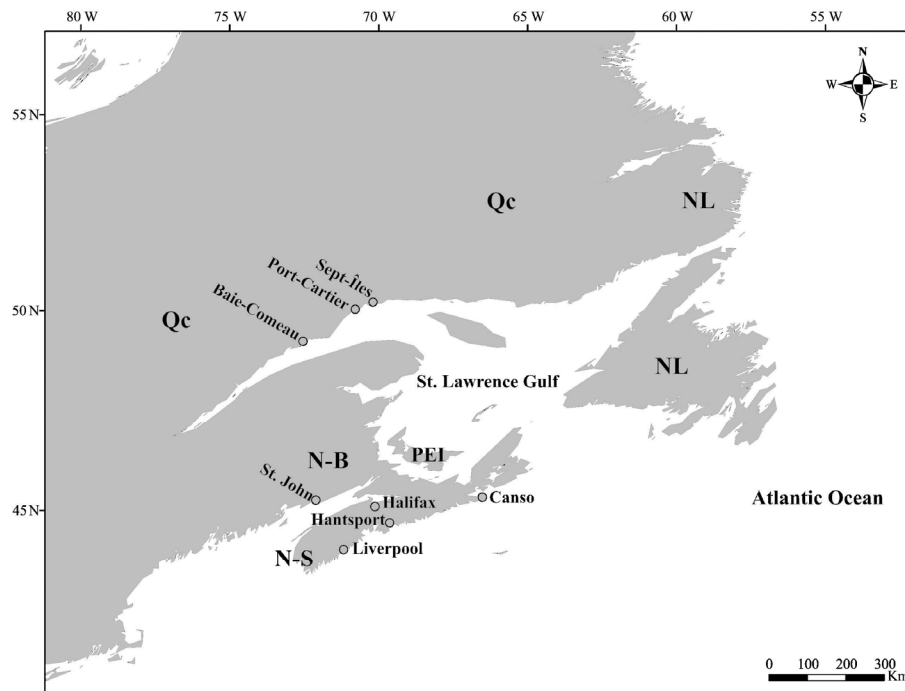 80 W
75 W
70 W
65 W
60 W
55 W
N
W
E
S
55 N
Qc
NL
Sept-Îles
Port-Cartier
Baie-Comeau
50 N
Qc
NL
St. Lawrence Gulf
PEI
N-B
St. John
Halifax
Canso
Atlantic Ocean
45 N
Hantsport
Liverpool
N-S
0 100 200 300
Km